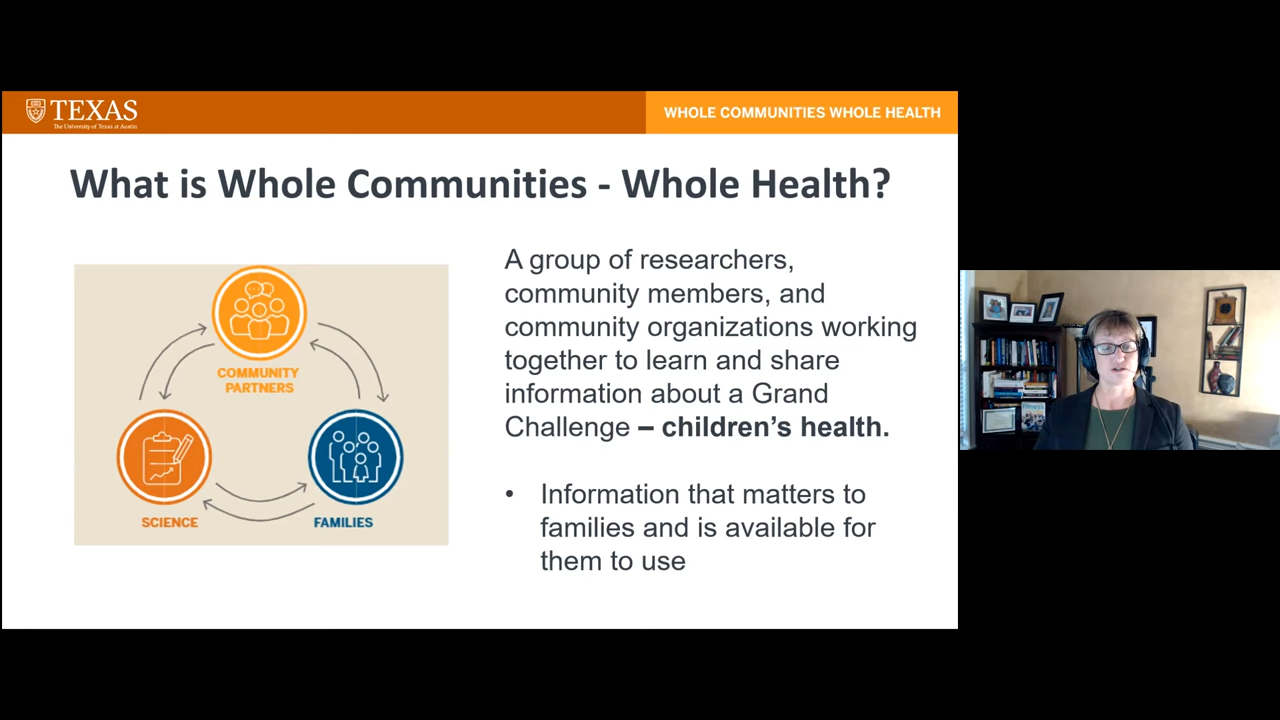 TEXAS
The University of Texas at Austin
WHOLE COMMUNITIES WHOLE HEALTH
What is Whole Communities - Whole Health?
COMMUNITY
PARTNERS
SCIENCE
FAMILIES
A group of researchers,
community members, and
community organizations working
together to learn and share
information about a Grand
Challenge – children’s health.
• Information that matters to
families and is available for
them to use